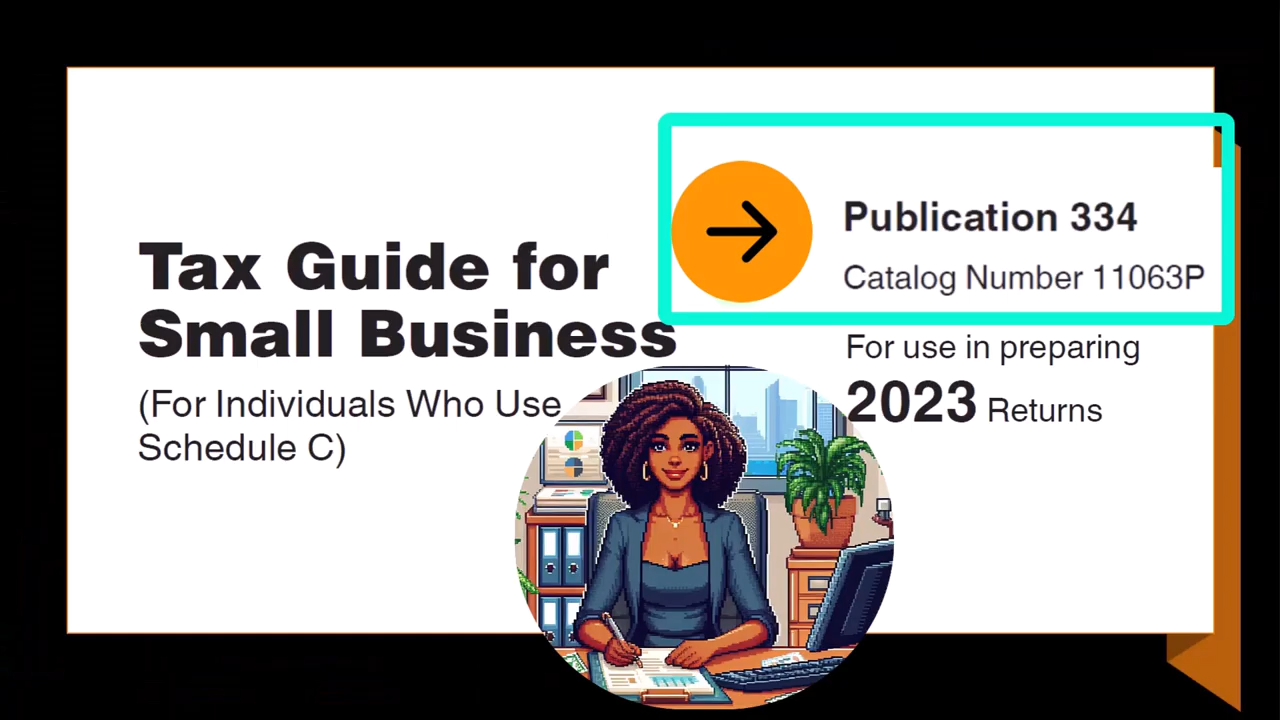 Tax Guide for
Small Business
(For Individuals Who Use
Schedule C)
Publication 334
Catalog Number 11063P
For use in preparing
2023 Returns